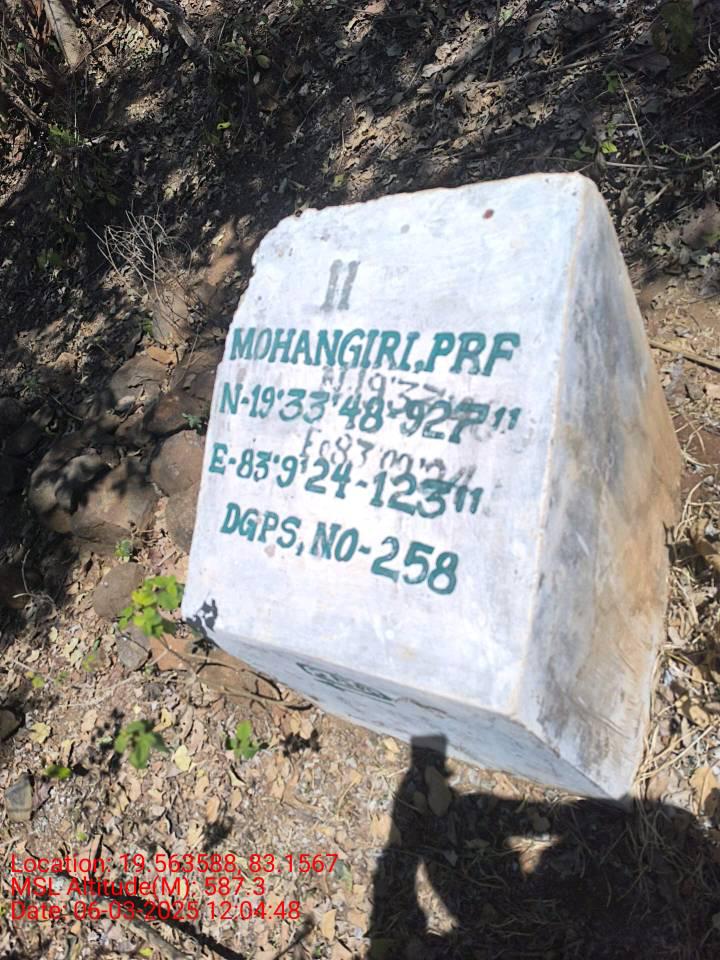 11
MOHANGIRI,PRF
N-19°33'48-927"
E-83°9'24-123"
DGPS, NO-258
Location: 19.563588, 83.1567
MSL Altitude(M): 587.3
Date: 06-03-2025 12:04:48